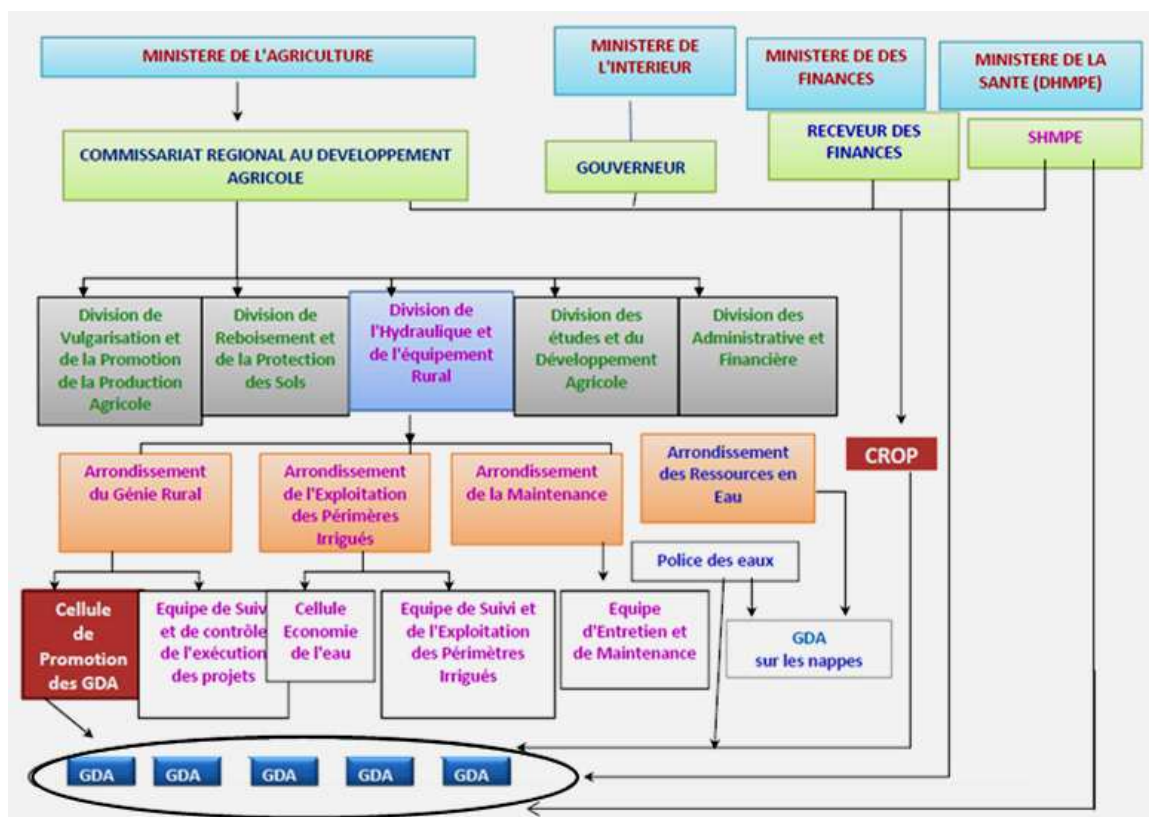 MINISTERE DE L'AGRICULTURE
MINISTERE DE
L'INTERIEUR
MINISTERE DE DES
FINANCES
MINISTERE DE LA
SANTE (DHMPE)
COMMISSARIAT REGIONAL AU DEVELOPPEMENT
AGRICOLE
GOUVERNEUR
RECEVEUR DES
FINANCES
SHMPE
Division de
Vulgarisation et
de la Promotion
de la Production
Agricole
Division de
Reboisement et
de la Protection
des Sols
Division de
l'Hydraulique et
de l'équipement
Rural
Division des
études et du
Développement
Agricole
Division des
Administrative et
Financière
Arrondissement
du Génie Rural
Arrondissement
de l'Exploitation
des Périmères
Irrigués
Arrondissement
de la Maintenance
Arrondissement
des Ressources en
Eau
CROP
Police des eaux
Cellule
de
Promotion
des GDA
Equipe de Suiv
et de contrôle
de l'exécution
des projets
Cellule
Economie
de l'eau
Equipe de Suivi et
de l'Exploitation
des Périmètres
Irrigués
Equipe
d'Entretien et
de Maintenance
GDA
sur les nappes
GDA
GDA
GDA
GDA
GDA